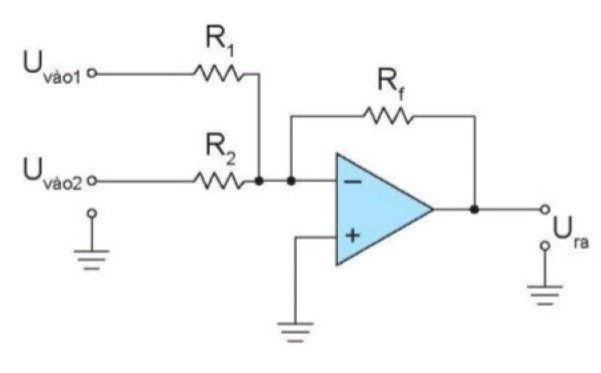 R₁
Uvào1
Rf
R₂
Uvào2
−
+
Ura